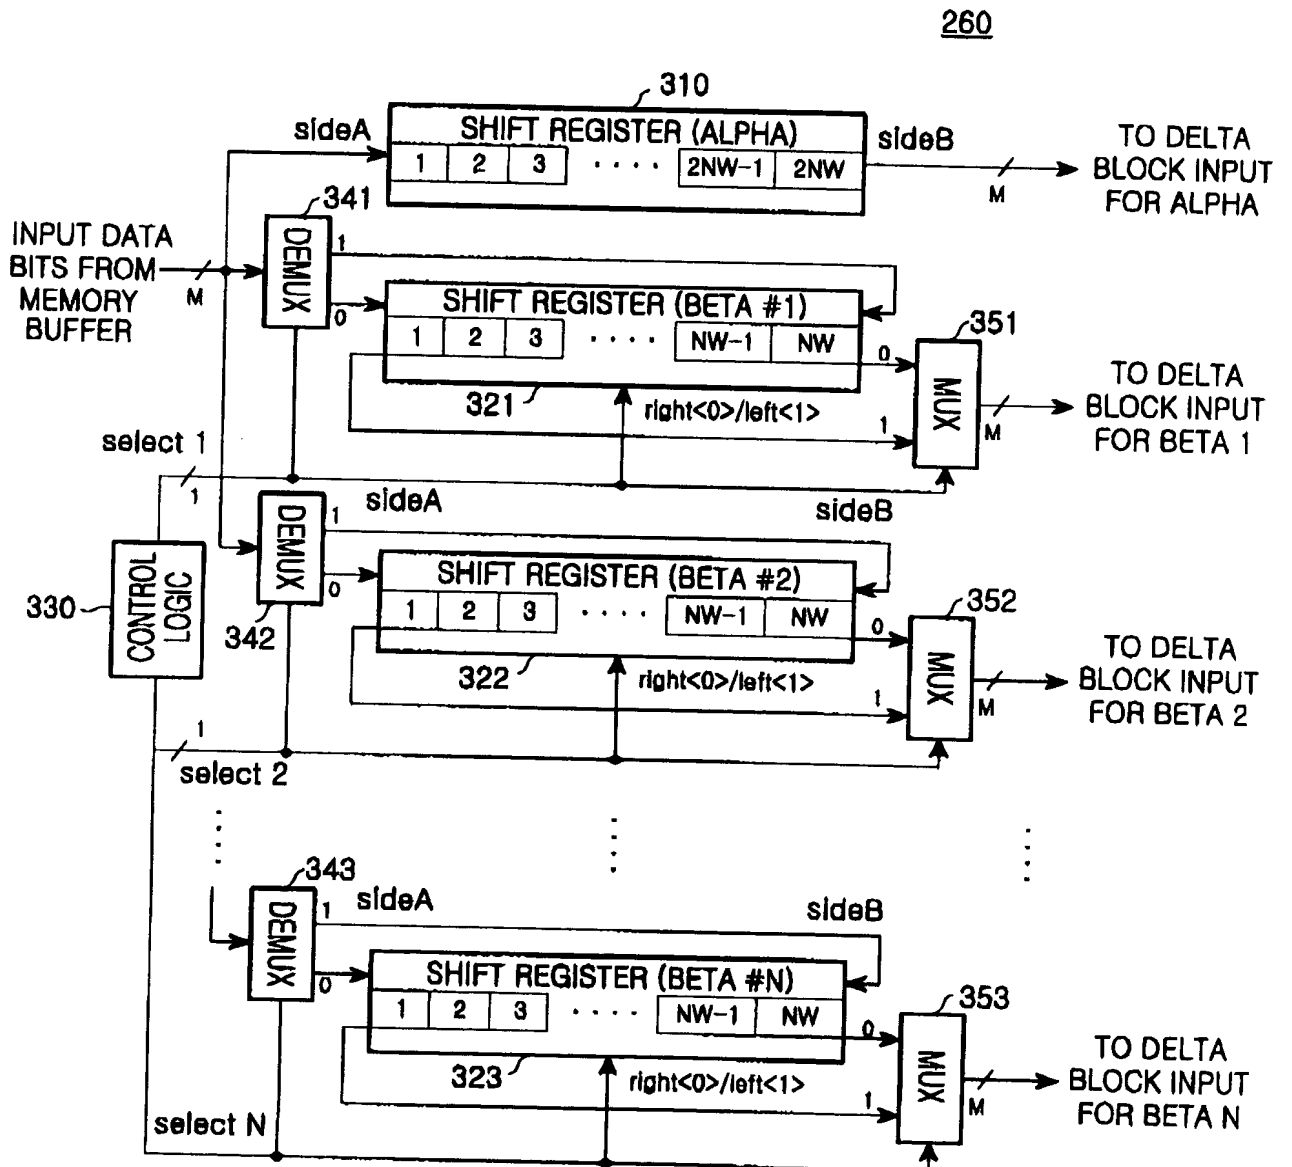 260
310
SHIFT REGISTER (ALPHA)
sideA
sideB
1 2 3 · · · · 2NW-1 2NW
M
TO DELTA
BLOCK INPUT
FOR ALPHA
341
DEMUX
1
0
INPUT DATA
BITS FROM
MEMORY
BUFFER
M
SHIFT REGISTER (BETA #1)
1 2 3 · · · · NW-1 NW
0
351
MUX
321
right<0>/left<1>
1
M
TO DELTA
BLOCK INPUT
FOR BETA 1
select 1
1
sideA
sideB
DEMUX
1
0
342
SHIFT REGISTER (BETA #2)
1 2 3 · · · · NW-1 NW
0
352
MUX
330
CONTROL
LOGIC
322
right<0>/left<1>
1
M
TO DELTA
BLOCK INPUT
FOR BETA 2
1
select 2
343
DEMUX
1
0
sideA
sideB
SHIFT REGISTER (BETA #N)
1 2 3 · · · · NW-1 NW
0
353
MUX
323
right<0>/left<1>
1
M
TO DELTA
BLOCK INPUT
FOR BETA N
select N